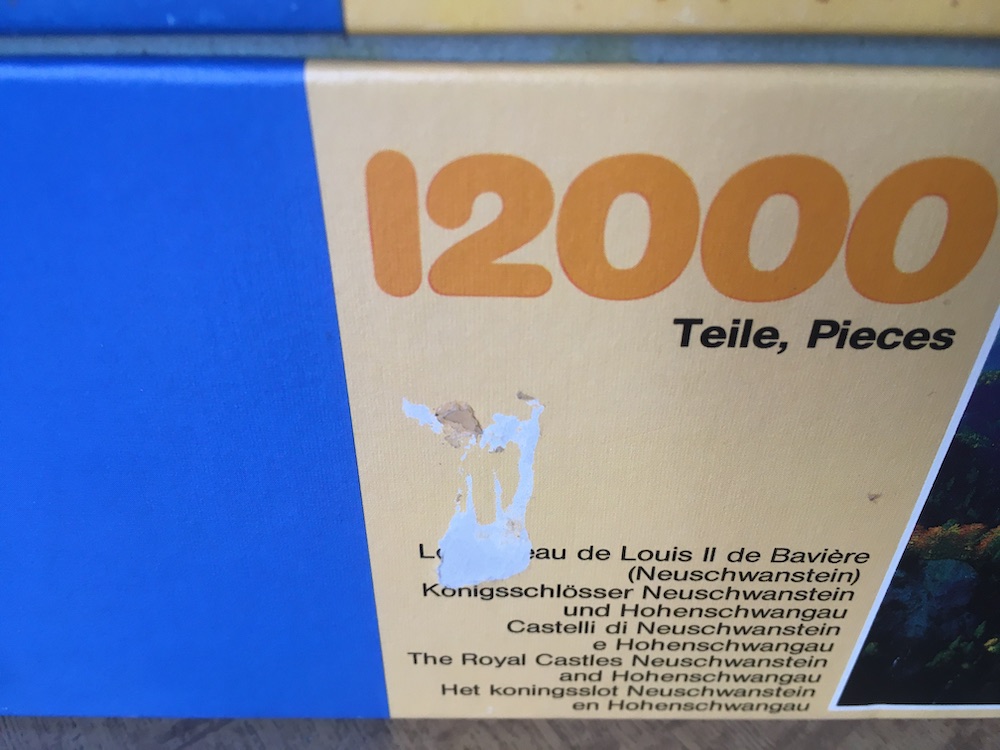 12000
Teile, Pieces
eau de Louis II de Bavière
(Neuschwanstein)
Königsschlösser Neuschwanstein
und Hohenschwangau
Castelli di Neuschwanstein
e Hohenschwangau
The Royal Castles Neuschwanstein
and Hohenschwangau
Het koningsslot Neuschwanstein
en Hohenschwangau